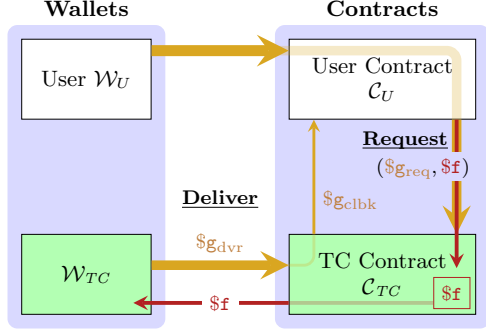 Wallets
Contracts
User 𝒲_U
User Contract
𝒞_U
Request
($g_req, $f)
Deliver
$g_clbk
$g_dvr
𝒲_TC
TC Contract
𝒞_TC
$f
$f